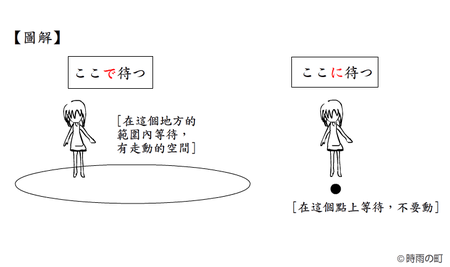 【圖解】
ここで待つ
ここに待つ
[在這個地方的
範圍內等待，
有走動的空間]
[在這個點上等待，不要動]
©時雨の町